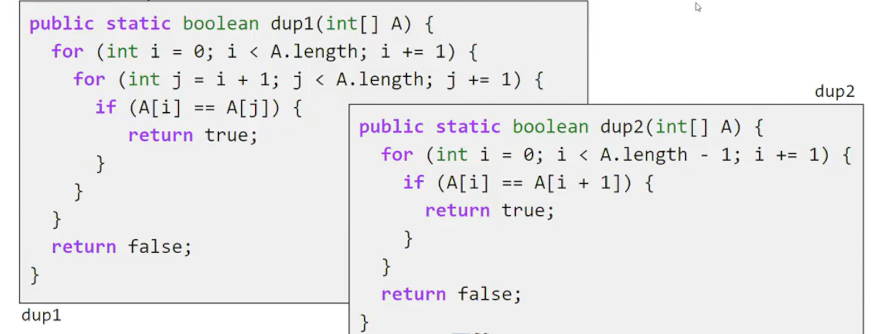 public static boolean dup1(int[] A) {
for (int i = 0; i < A.length; i += 1) {
for (int j = i + 1; j < A.length; j += 1) {
if (A[i] == A[j]) {
return true;
}
}
}
return false;
}
dup1
dup2
public static boolean dup2(int[] A) {
for (int i = 0; i < A.length - 1; i += 1) {
if (A[i] == A[i + 1]) {
return true;
}
}
return false;
}